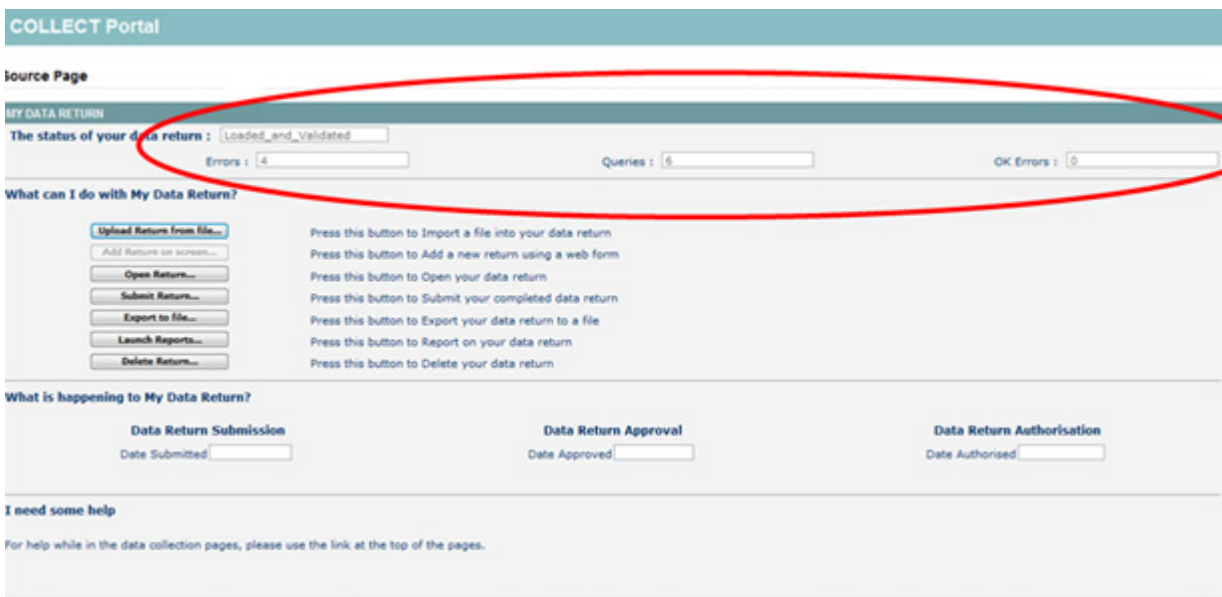 COLLECT Portal
Source Page
MY DATA RETURN
The status of your data return : Loaded_and_Validated
Errors : 4 Queries : 6 OK Errors : 0
What can I do with My Data Return?
Upload Return from file... Press this button to Import a file into your data return
Add Return on screen... Press this button to Add a new return using a web form
Open Return... Press this button to Open your data return
Submit Return... Press this button to Submit your completed data return
Export to file... Press this button to Export your data return to a file
Launch Reports... Press this button to Report on your data return
Delete Return... Press this button to Delete your data return
What is happening to My Data Return?
Data Return Submission Data Return Approval Data Return Authorisation
Date Submitted Date Approved Date Authorised
I need some help
For help while in the data collection pages, please use the link at the top of the pages.